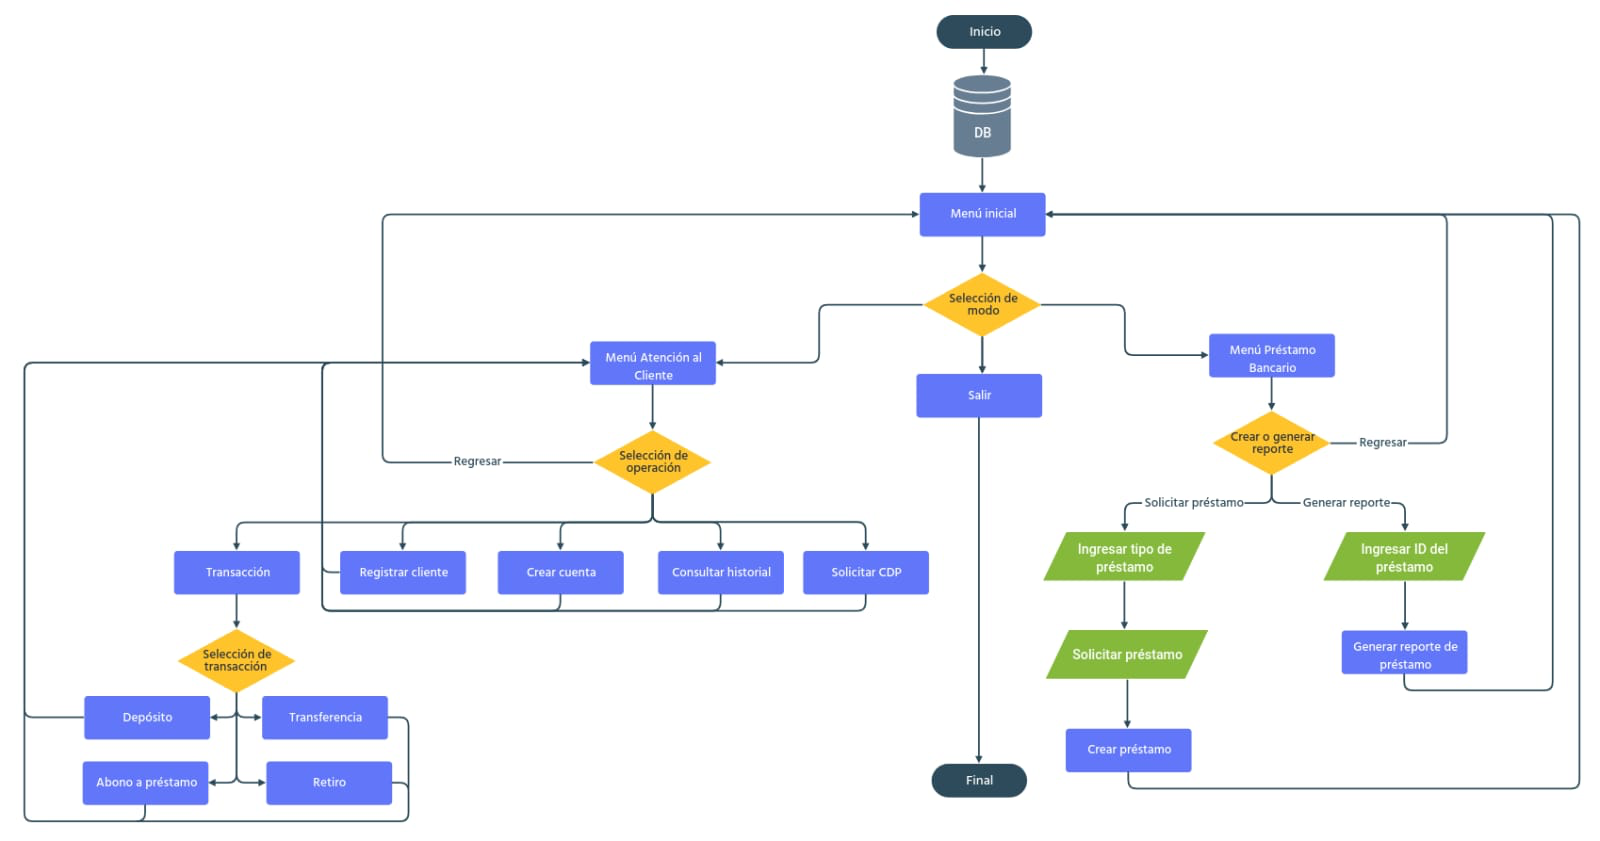 Inicio
DB
Menú inicial
Selección de
modo
Menú Atención al
Cliente
Menú Préstamo
Bancario
Salir
Selección de
operación
Regresar
Crear o generar
reporte
Regresar
Solicitar préstamo
Generar reporte
Transacción
Registrar cliente
Crear cuenta
Consultar historial
Solicitar CDP
Ingresar tipo de
préstamo
Ingresar ID del
préstamo
Selección de
transacción
Solicitar préstamo
Generar reporte de
préstamo
Depósito
Transferencia
Crear préstamo
Abono a préstamo
Retiro
Final